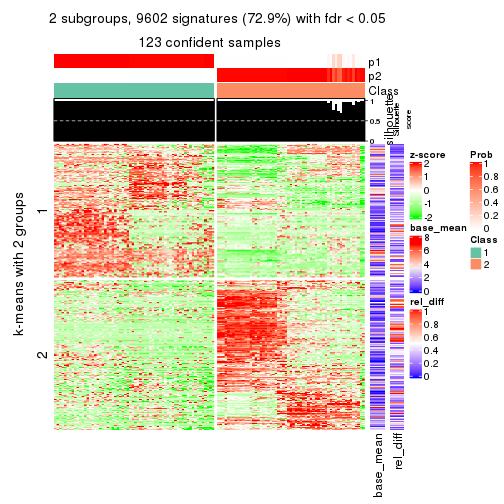 2 subgroups, 9602 signatures (72.9%) with fdr < 0.05
123 confident samples
p1
p2
Class
1
0.5
0
silhouette
Silhouette
score
k-means with 2 groups
1
2
base_mean
rel_diff
z-score
2
1
0
-1
-2
base_mean
8
6
4
2
0
rel_diff
1
0.8
0.6
0.4
0.2
0
Prob
1
0.8
0.6
0.4
0.2
0
Class
1
2